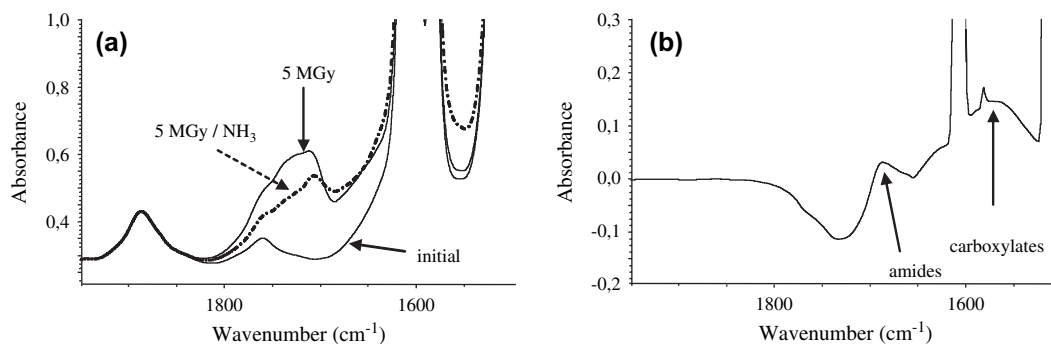 (a)
1,0
0,8
0,6
0,4
Absorbance
5 MGy
5 MGy / NH3
initial
1800
1600
Wavenumber (cm-1)
(b)
0,3
0,2
0,1
0,0
-0,1
-0,2
Absorbance
carboxylates
amides
1800
1600
Wavenumber (cm-1)